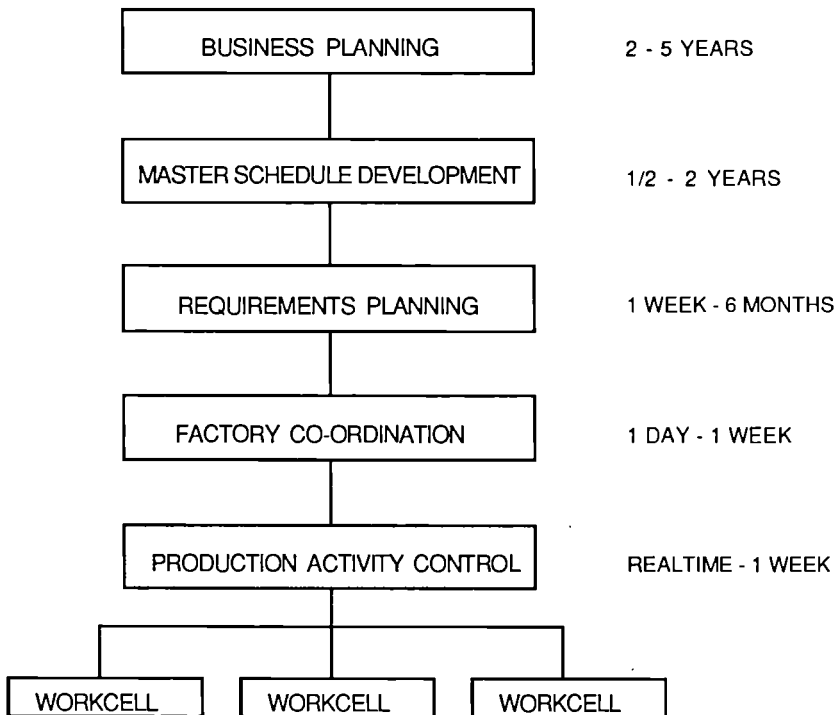 BUSINESS PLANNING 2 - 5 YEARS
MASTER SCHEDULE DEVELOPMENT 1/2 - 2 YEARS
REQUIREMENTS PLANNING 1 WEEK - 6 MONTHS
FACTORY CO-ORDINATION 1 DAY - 1 WEEK
PRODUCTION ACTIVITY CONTROL REALTIME - 1 WEEK
WORKCELL WORKCELL WORKCELL